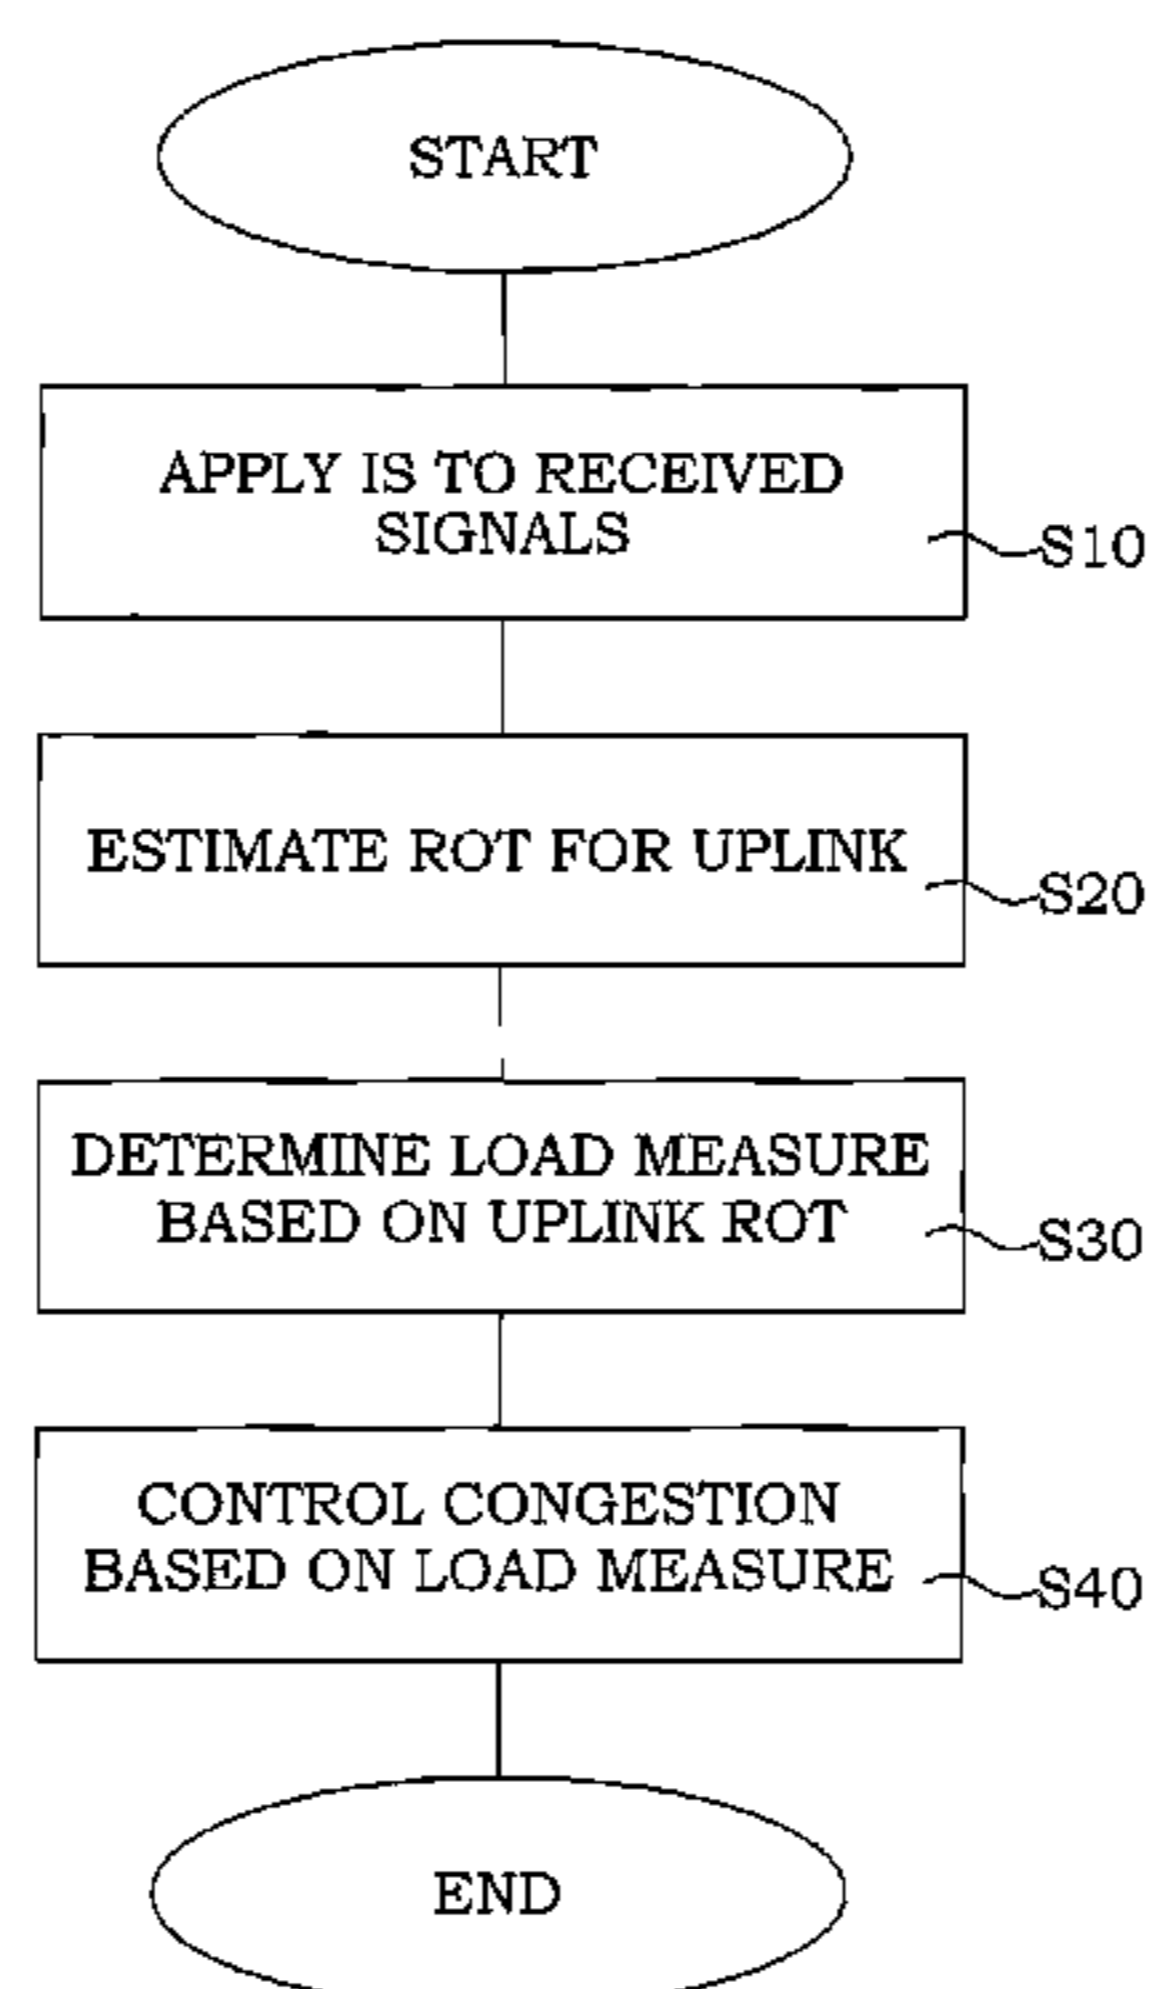 START
APPLY IS TO RECEIVED
SIGNALS
S10
ESTIMATE ROT FOR UPLINK
S20
DETERMINE LOAD MEASURE
BASED ON UPLINK ROT
S30
CONTROL CONGESTION
BASED ON LOAD MEASURE
S40
END